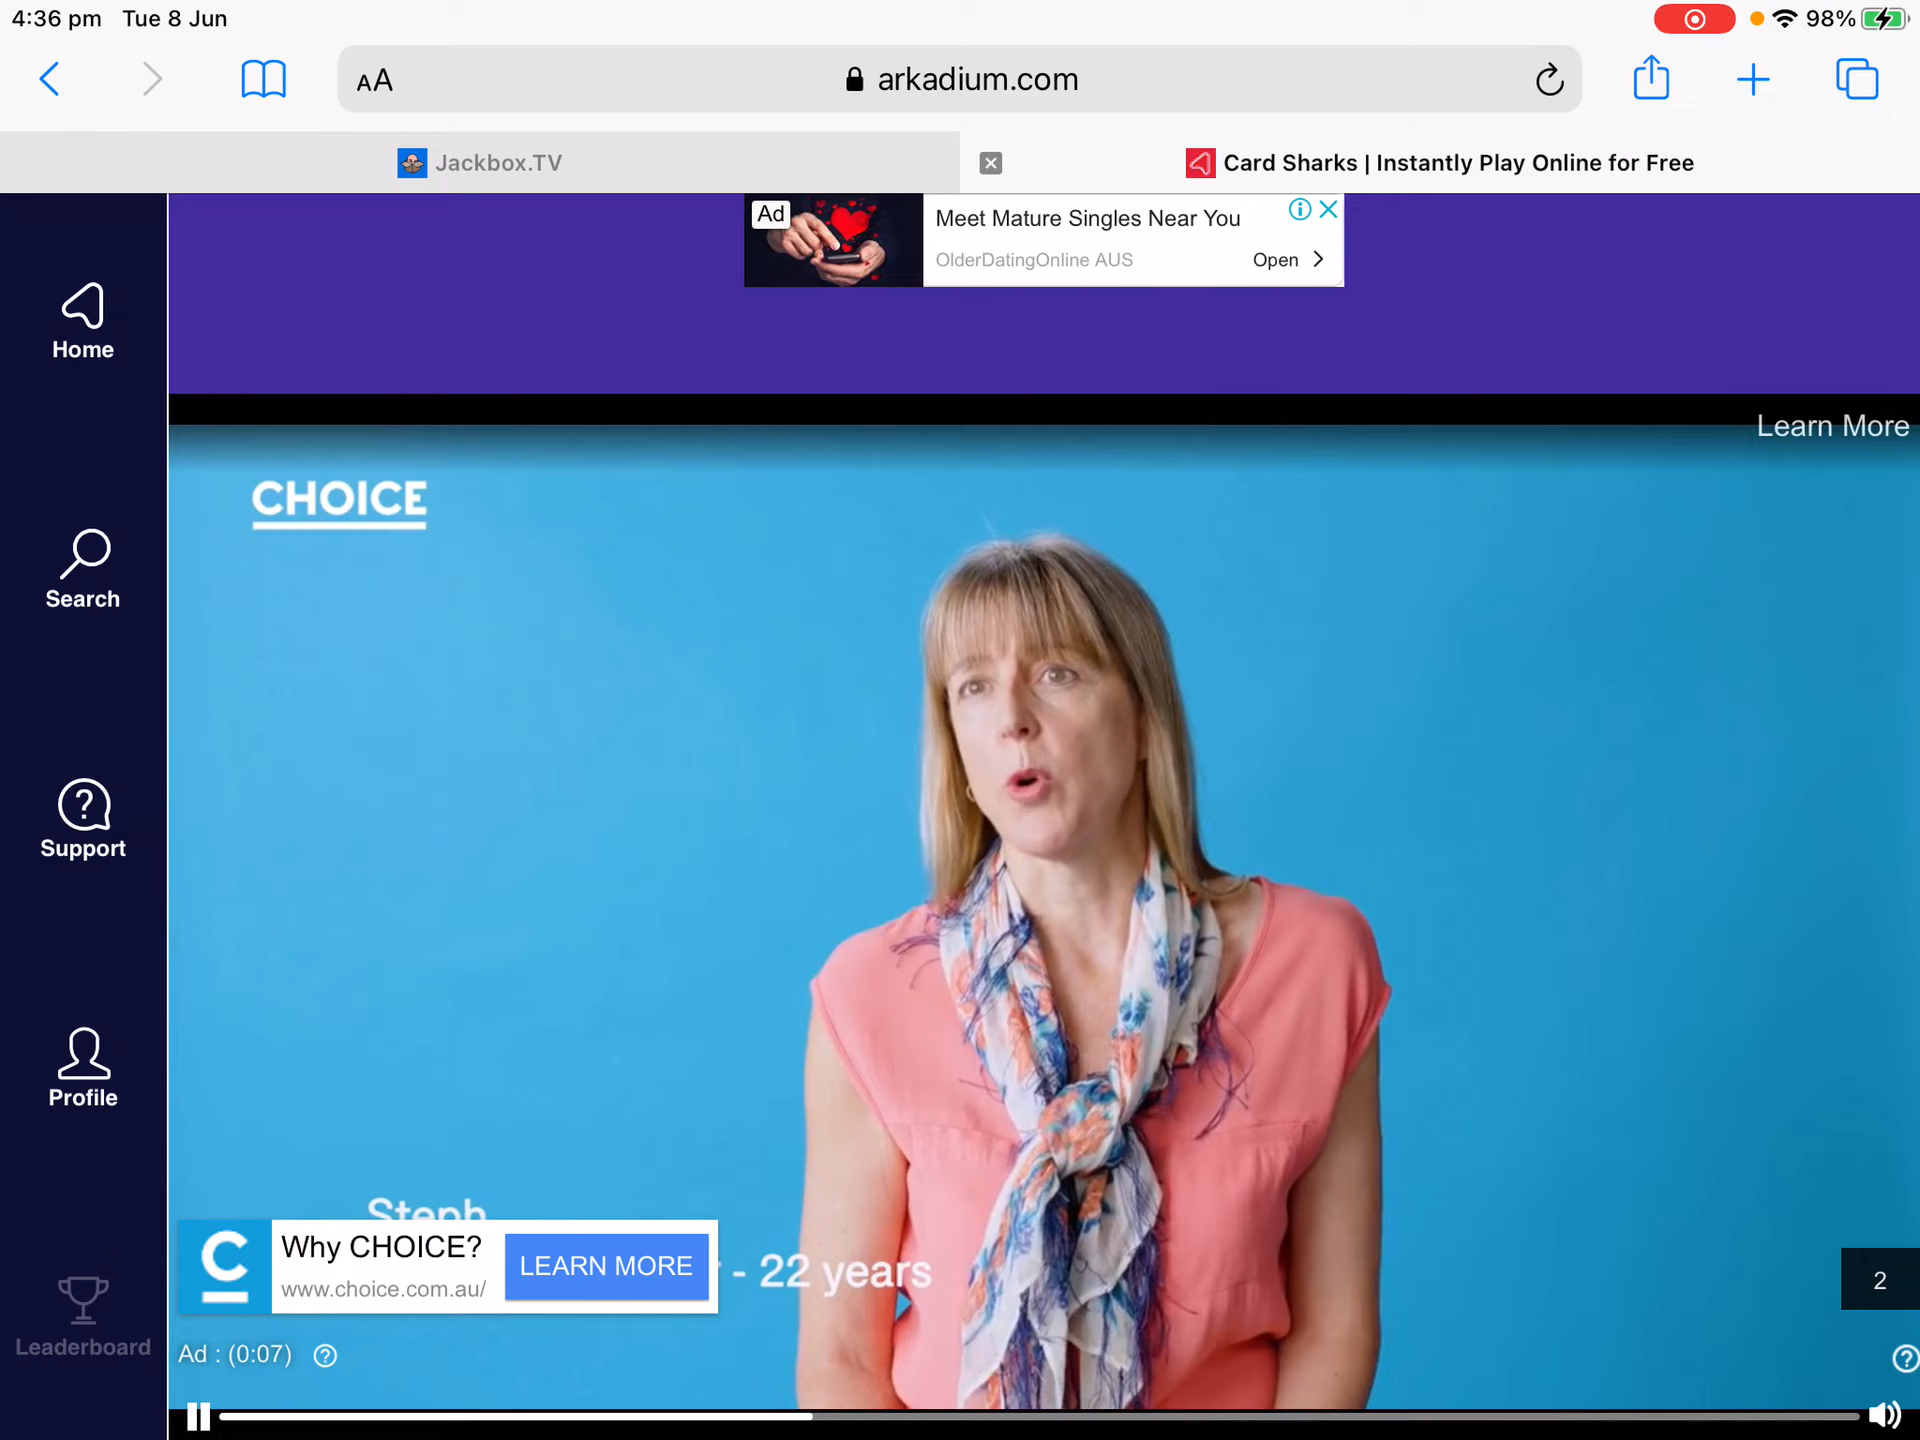 4:36 pm Tue 8 Jun
98%
AA
arkadium.com
Jackbox.TV
Card Sharks | Instantly Play Online for Free
Ad
Meet Mature Singles Near You
OlderDatingOnline AUS
Open
Home
Learn More
CHOICE
Search
Support
Profile
Steph
Why CHOICE?
www.choice.com.au/
LEARN MORE
- 22 years
2
Leaderboard
Ad : (0:07)